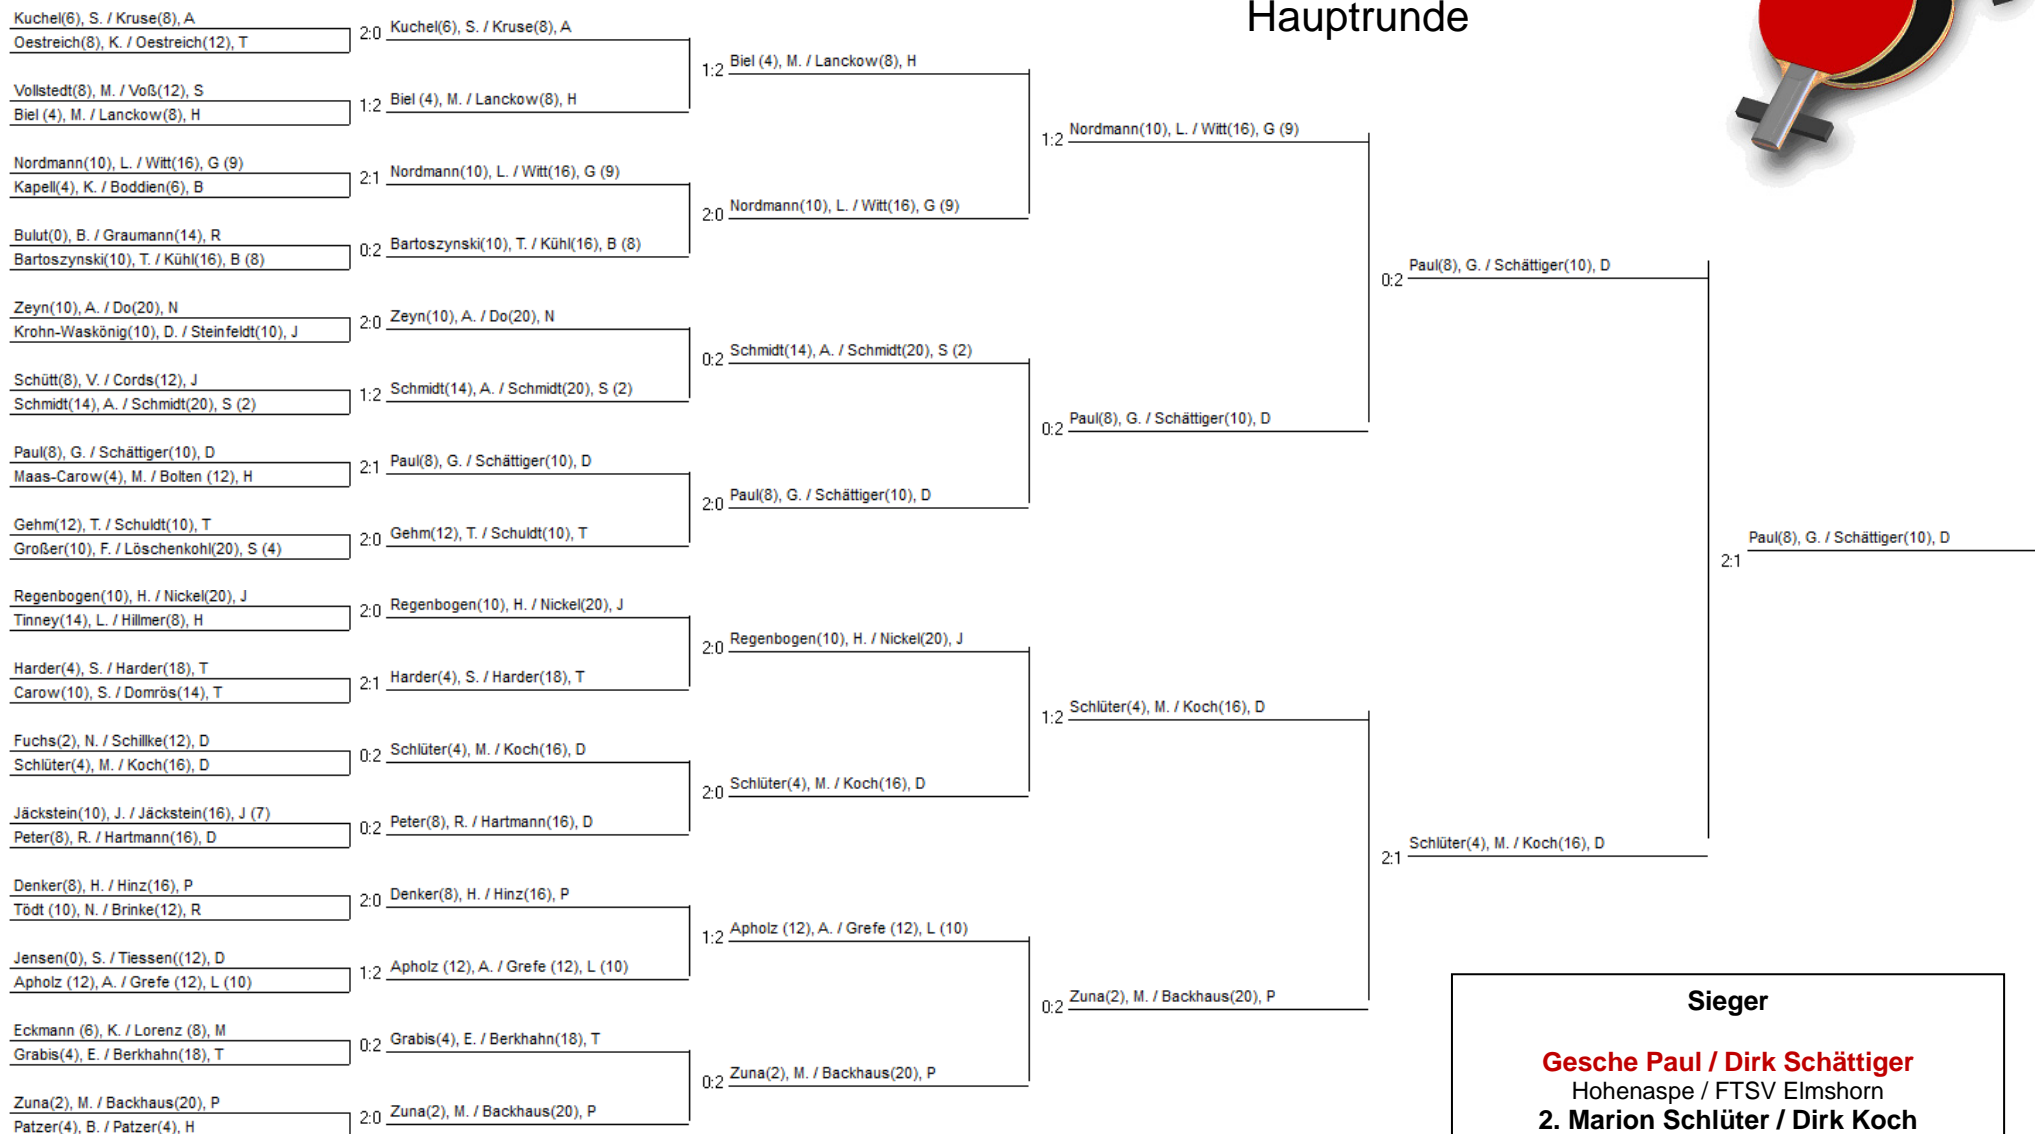 Hauptrunde
Kuchel(6), S. / Kruse(8), A
Oestreich(8), K. / Oestreich(12), T
Vollstedt(8), M. / Voß(12), S
Biel (4), M. / Lanckow(8), H
Nordmann(10), L. / Witt(16), G (9)
Kapell(4), K. / Boddien(6), B
Bulut(0), B. / Graumann(14), R
Bartoszynski(10), T. / Kühl(16), B (8)
Zeyn(10), A. / Do(20), N
Krohn-Waskönig(10), D. / Steinfeldt(10), J
Schütt(8), V. / Cords(12), J
Schmidt(14), A. / Schmidt(20), S (2)
Paul(8), G. / Schättiger(10), D
Maas-Carow(4), M. / Bolten (12), H
Gehm(12), T. / Schuldt(10), T
Großer(10), F. / Löschenkohl(20), S (4)
Regenbogen(10), H. / Nickel(20), J
Tinney(14), L. / Hillmer(8), H
Harder(4), S. / Harder(18), T
Carow(10), S. / Domrös(14), T
Fuchs(2), N. / Schillke(12), D
Schlüter(4), M. / Koch(16), D
Jäckstein(10), J. / Jäckstein(16), J (7)
Peter(8), R. / Hartmann(16), D
Denker(8), H. / Hinz(16), P
Tödt (10), N. / Brinke(12), R
Jensen(0), S. / Tiessen((12), D
Apholz (12), A. / Grefe (12), L (10)
Eckmann (6), K. / Lorenz (8), M
Grabis(4), E. / Berkhahn(18), T
Zuna(2), M. / Backhaus(20), P
Patzer(4), B. / Patzer(4), H
2:0 Kuchel(6), S. / Kruse(8), A
1:2 Biel (4), M. / Lanckow(8), H
2:1 Nordmann(10), L. / Witt(16), G (9)
0:2 Bartoszynski(10), T. / Kühl(16), B (8)
2:0 Zeyn(10), A. / Do(20), N
1:2 Schmidt(14), A. / Schmidt(20), S (2)
2:1 Paul(8), G. / Schättiger(10), D
2:0 Gehm(12), T. / Schuldt(10), T
2:0 Regenbogen(10), H. / Nickel(20), J
2:1 Harder(4), S. / Harder(18), T
0:2 Schlüter(4), M. / Koch(16), D
0:2 Peter(8), R. / Hartmann(16), D
2:0 Denker(8), H. / Hinz(16), P
1:2 Apholz (12), A. / Grefe (12), L (10)
0:2 Grabis(4), E. / Berkhahn(18), T
2:0 Zuna(2), M. / Backhaus(20), P
1:2 Biel (4), M. / Lanckow(8), H
2:0 Nordmann(10), L. / Witt(16), G (9)
0:2 Schmidt(14), A. / Schmidt(20), S (2)
2:0 Paul(8), G. / Schättiger(10), D
2:0 Regenbogen(10), H. / Nickel(20), J
2:0 Schlüter(4), M. / Koch(16), D
1:2 Apholz (12), A. / Grefe (12), L (10)
0:2 Zuna(2), M. / Backhaus(20), P
1:2 Nordmann(10), L. / Witt(16), G (9)
0:2 Paul(8), G. / Schättiger(10), D
1:2 Schlüter(4), M. / Koch(16), D
0:2 Zuna(2), M. / Backhaus(20), P
0:2 Paul(8), G. / Schättiger(10), D
2:1 Schlüter(4), M. / Koch(16), D
2:1 Paul(8), G. / Schättiger(10), D
Sieger
Gesche Paul / Dirk Schättiger
Hohenaspe / FTSV Elmshorn
2. Marion Schlüter / Dirk Koch